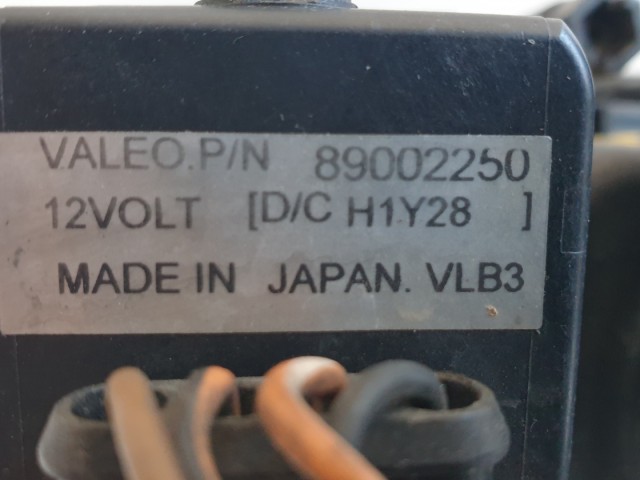 VALEO.P/N 89002250
12VOLT [D/C H1Y28 ]
MADE IN JAPAN. VLB3